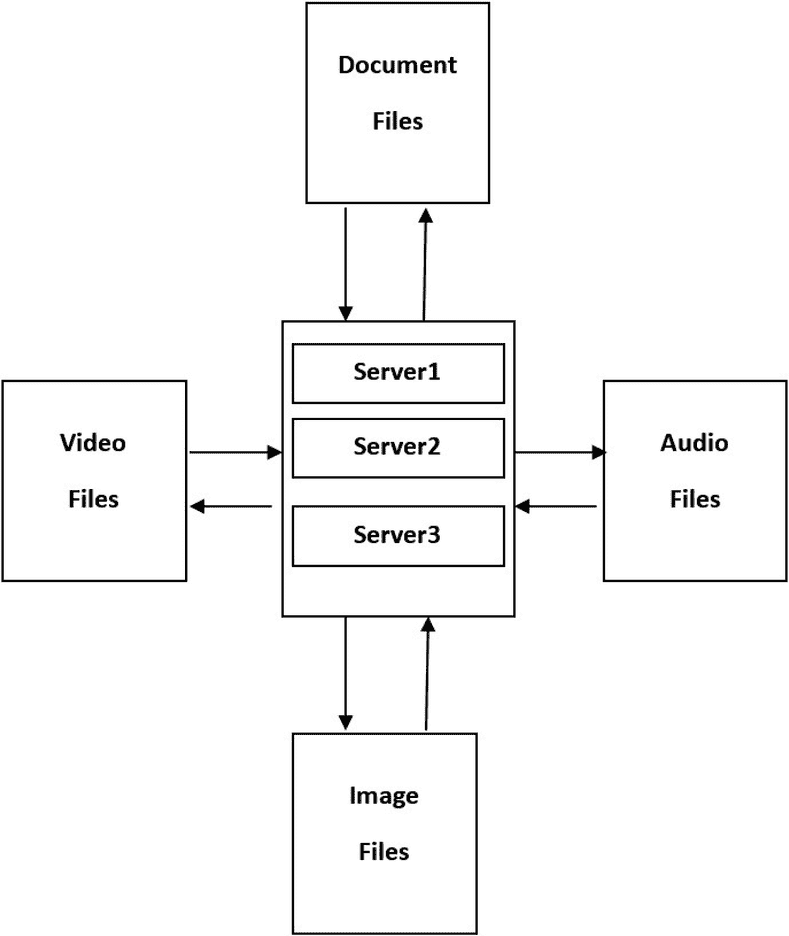 Document
Files
Server1
Server2
Server3
Video
Files
Audio
Files
Image
Files